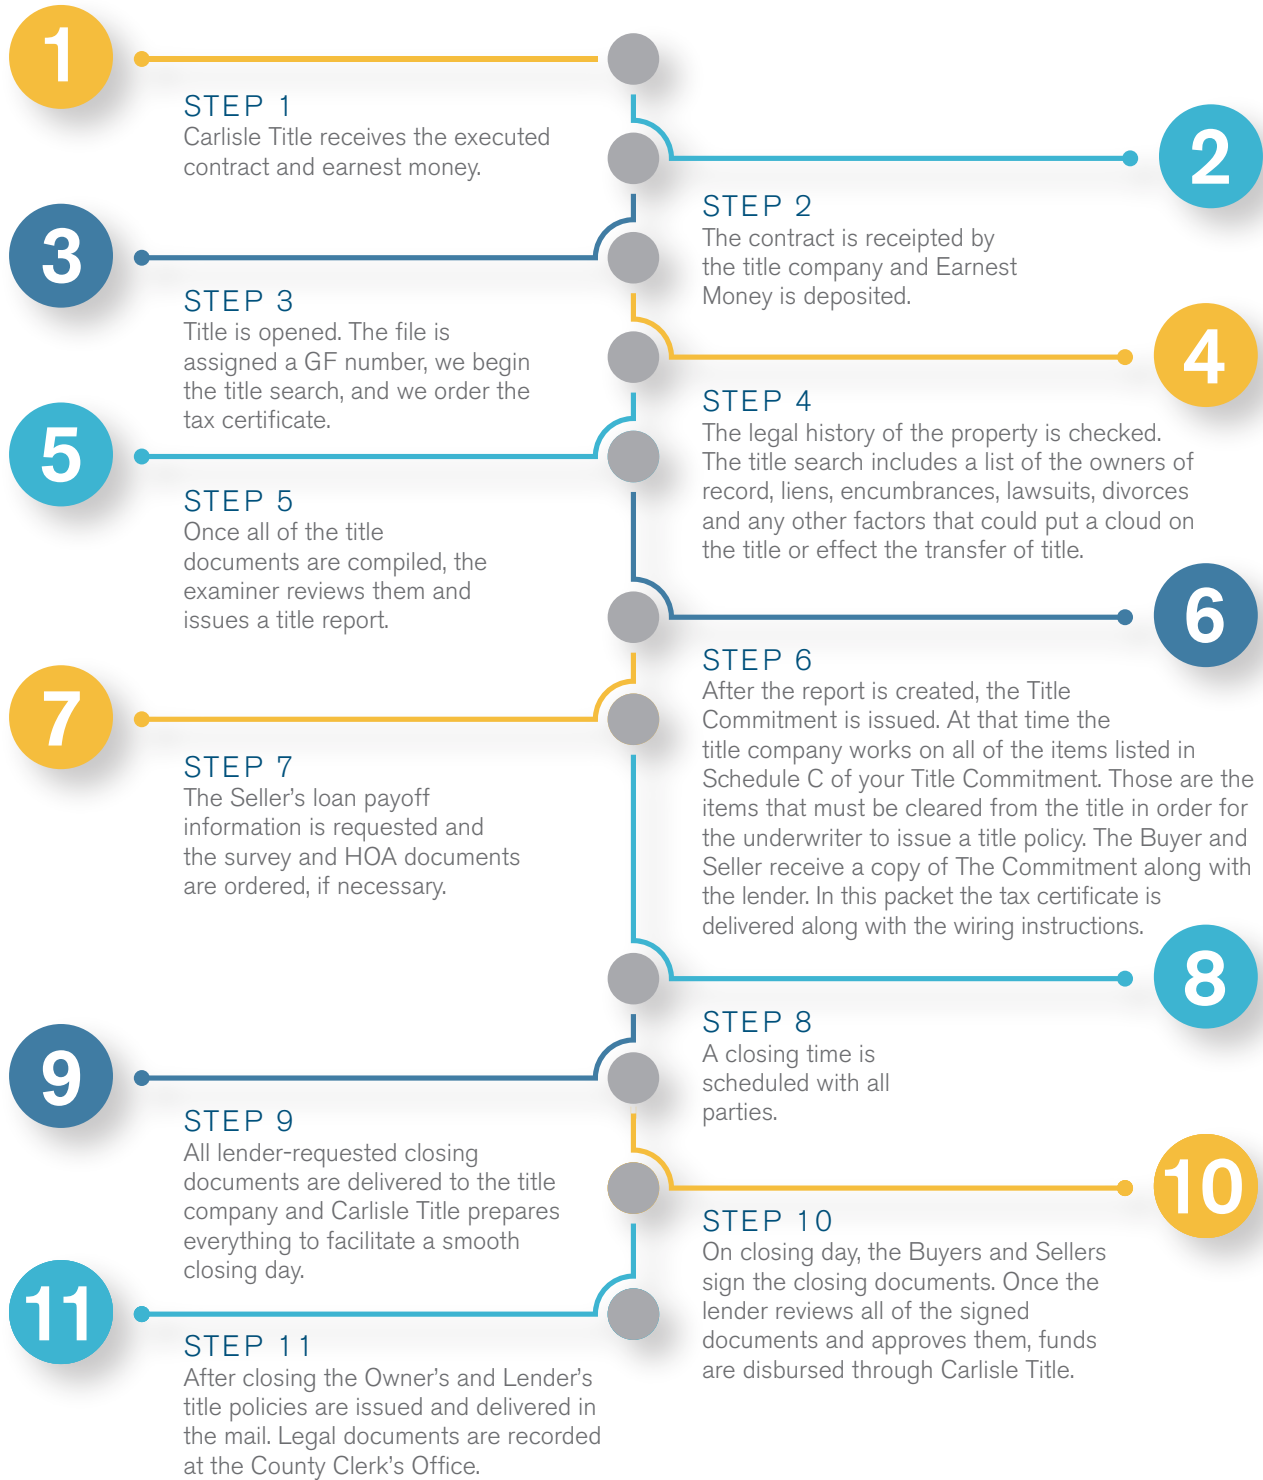 1
STEP 1
Carlisle Title receives the executed
contract and earnest money.
2
STEP 2
The contract is receipted by
the title company and Earnest
Money is deposited.
3
STEP 3
Title is opened. The file is
assigned a GF number, we begin
the title search, and we order the
tax certificate.
4
STEP 4
The legal history of the property is checked.
The title search includes a list of the owners of
record, liens, encumbrances, lawsuits, divorces
and any other factors that could put a cloud on
the title or effect the transfer of title.
5
STEP 5
Once all of the title
documents are compiled, the
examiner reviews them and
issues a title report.
6
STEP 6
After the report is created, the Title
Commitment is issued. At that time the
title company works on all of the items listed in
Schedule C of your Title Commitment. Those are the
items that must be cleared from the title in order for
the underwriter to issue a title policy. The Buyer and
Seller receive a copy of The Commitment along with
the lender. In this packet the tax certificate is
delivered along with the wiring instructions.
7
STEP 7
The Seller's loan payoff
information is requested and
the survey and HOA documents
are ordered, if necessary.
8
STEP 8
A closing time is
scheduled with all
parties.
9
STEP 9
All lender-requested closing
documents are delivered to the title
company and Carlisle Title prepares
everything to facilitate a smooth
closing day.
10
STEP 10
On closing day, the Buyers and Sellers
sign the closing documents. Once the
lender reviews all of the signed
documents and approves them, funds
are disbursed through Carlisle Title.
11
STEP 11
After closing the Owner's and Lender's
title policies are issued and delivered in
the mail. Legal documents are recorded
at the County Clerk's Office.